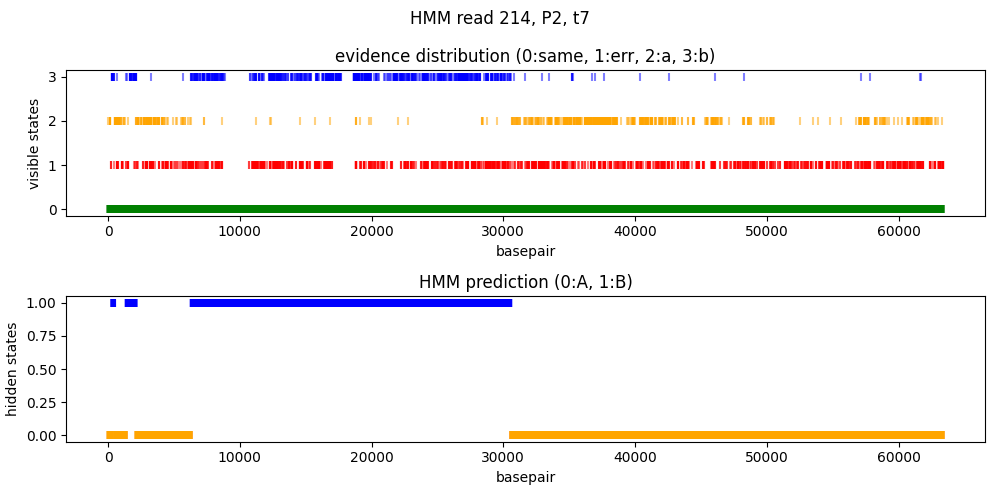 HMM read 214, P2, t7
evidence distribution (0:same, 1:err, 2:a, 3:b)
visible states
3
2
1
0
0 10000 20000 30000 40000 50000 60000
basepair
HMM prediction (0:A, 1:B)
hidden states
1.00
0.75
0.50
0.25
0.00
0 10000 20000 30000 40000 50000 60000
basepair